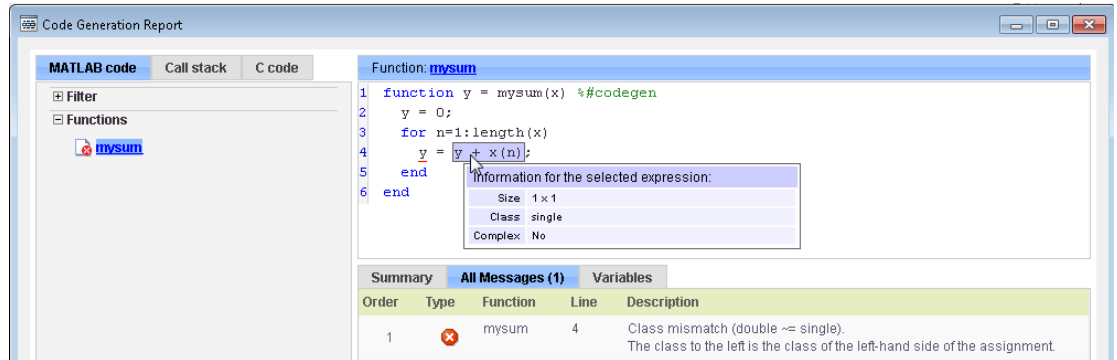 Code Generation Report
MATLAB code Call stack C code
Filter
Functions
mysum
Function: mysum
1 function y = mysum(x) %#codegen
2 y = 0;
3 for n=1:length(x)
4 y = y + x(n);
5 end
6 end
Information for the selected expression:
Size 1 × 1
Class single
Complex No
Summary All Messages (1) Variables
Order Type Function Line Description
1 mysum 4 Class mismatch (double ~= single).
The class to the left is the class of the left-hand side of the assignment.